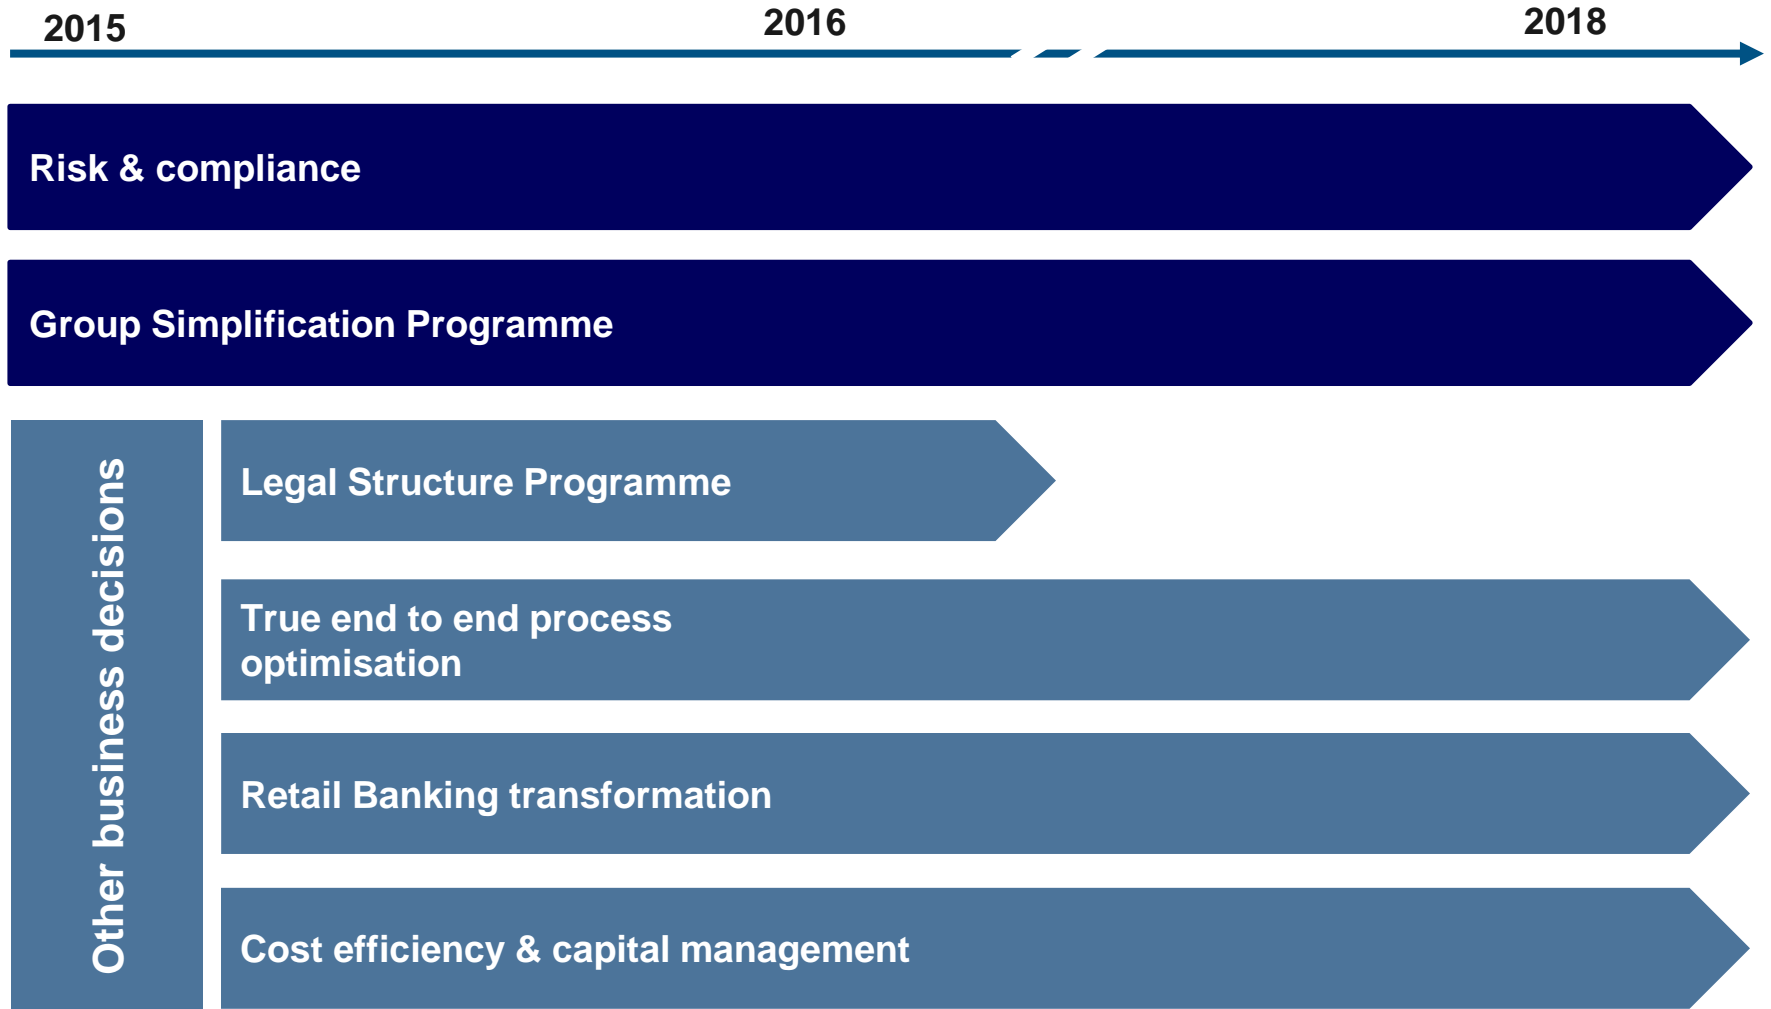 2015
2016
2018
Risk & compliance
Group Simplification Programme
Other business decisions
Legal Structure Programme
True end to end process
optimisation
Retail Banking transformation
Cost efficiency & capital management